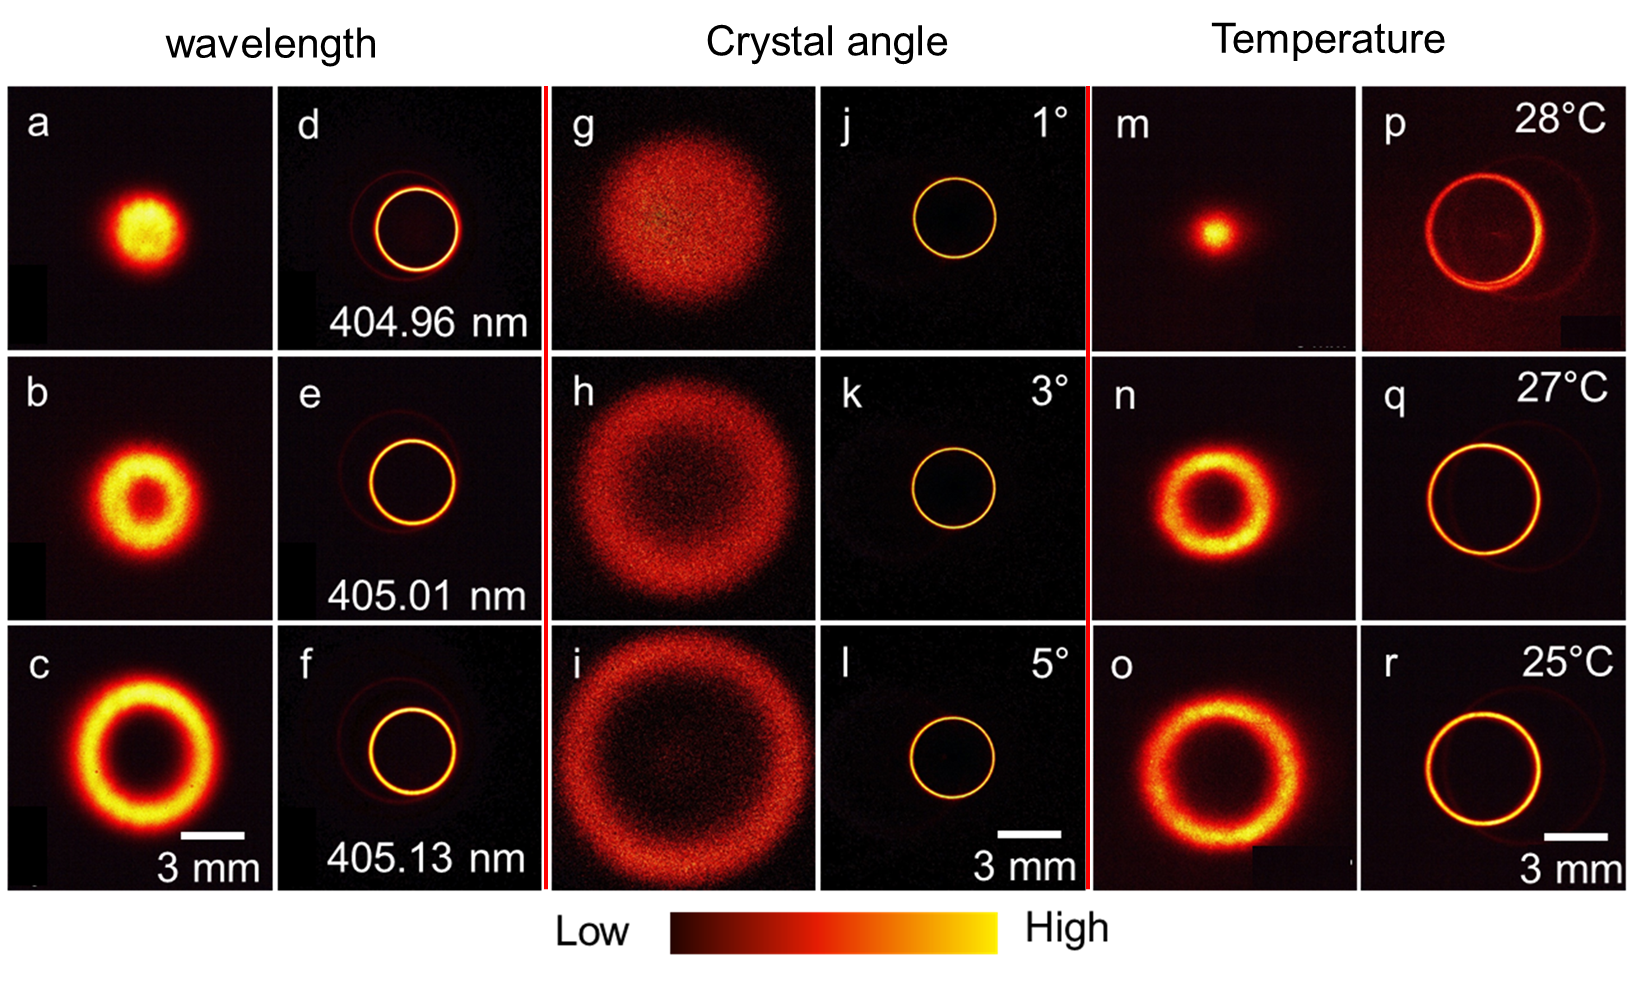 wavelength
Crystal angle
Temperature
a
d
404.96 nm
g
j
1°
m
p
28°C
b
e
405.01 nm
h
k
3°
n
q
27°C
c
3 mm
f
405.13 nm
i
l
5°
3 mm
o
r
25°C
3 mm
Low
High